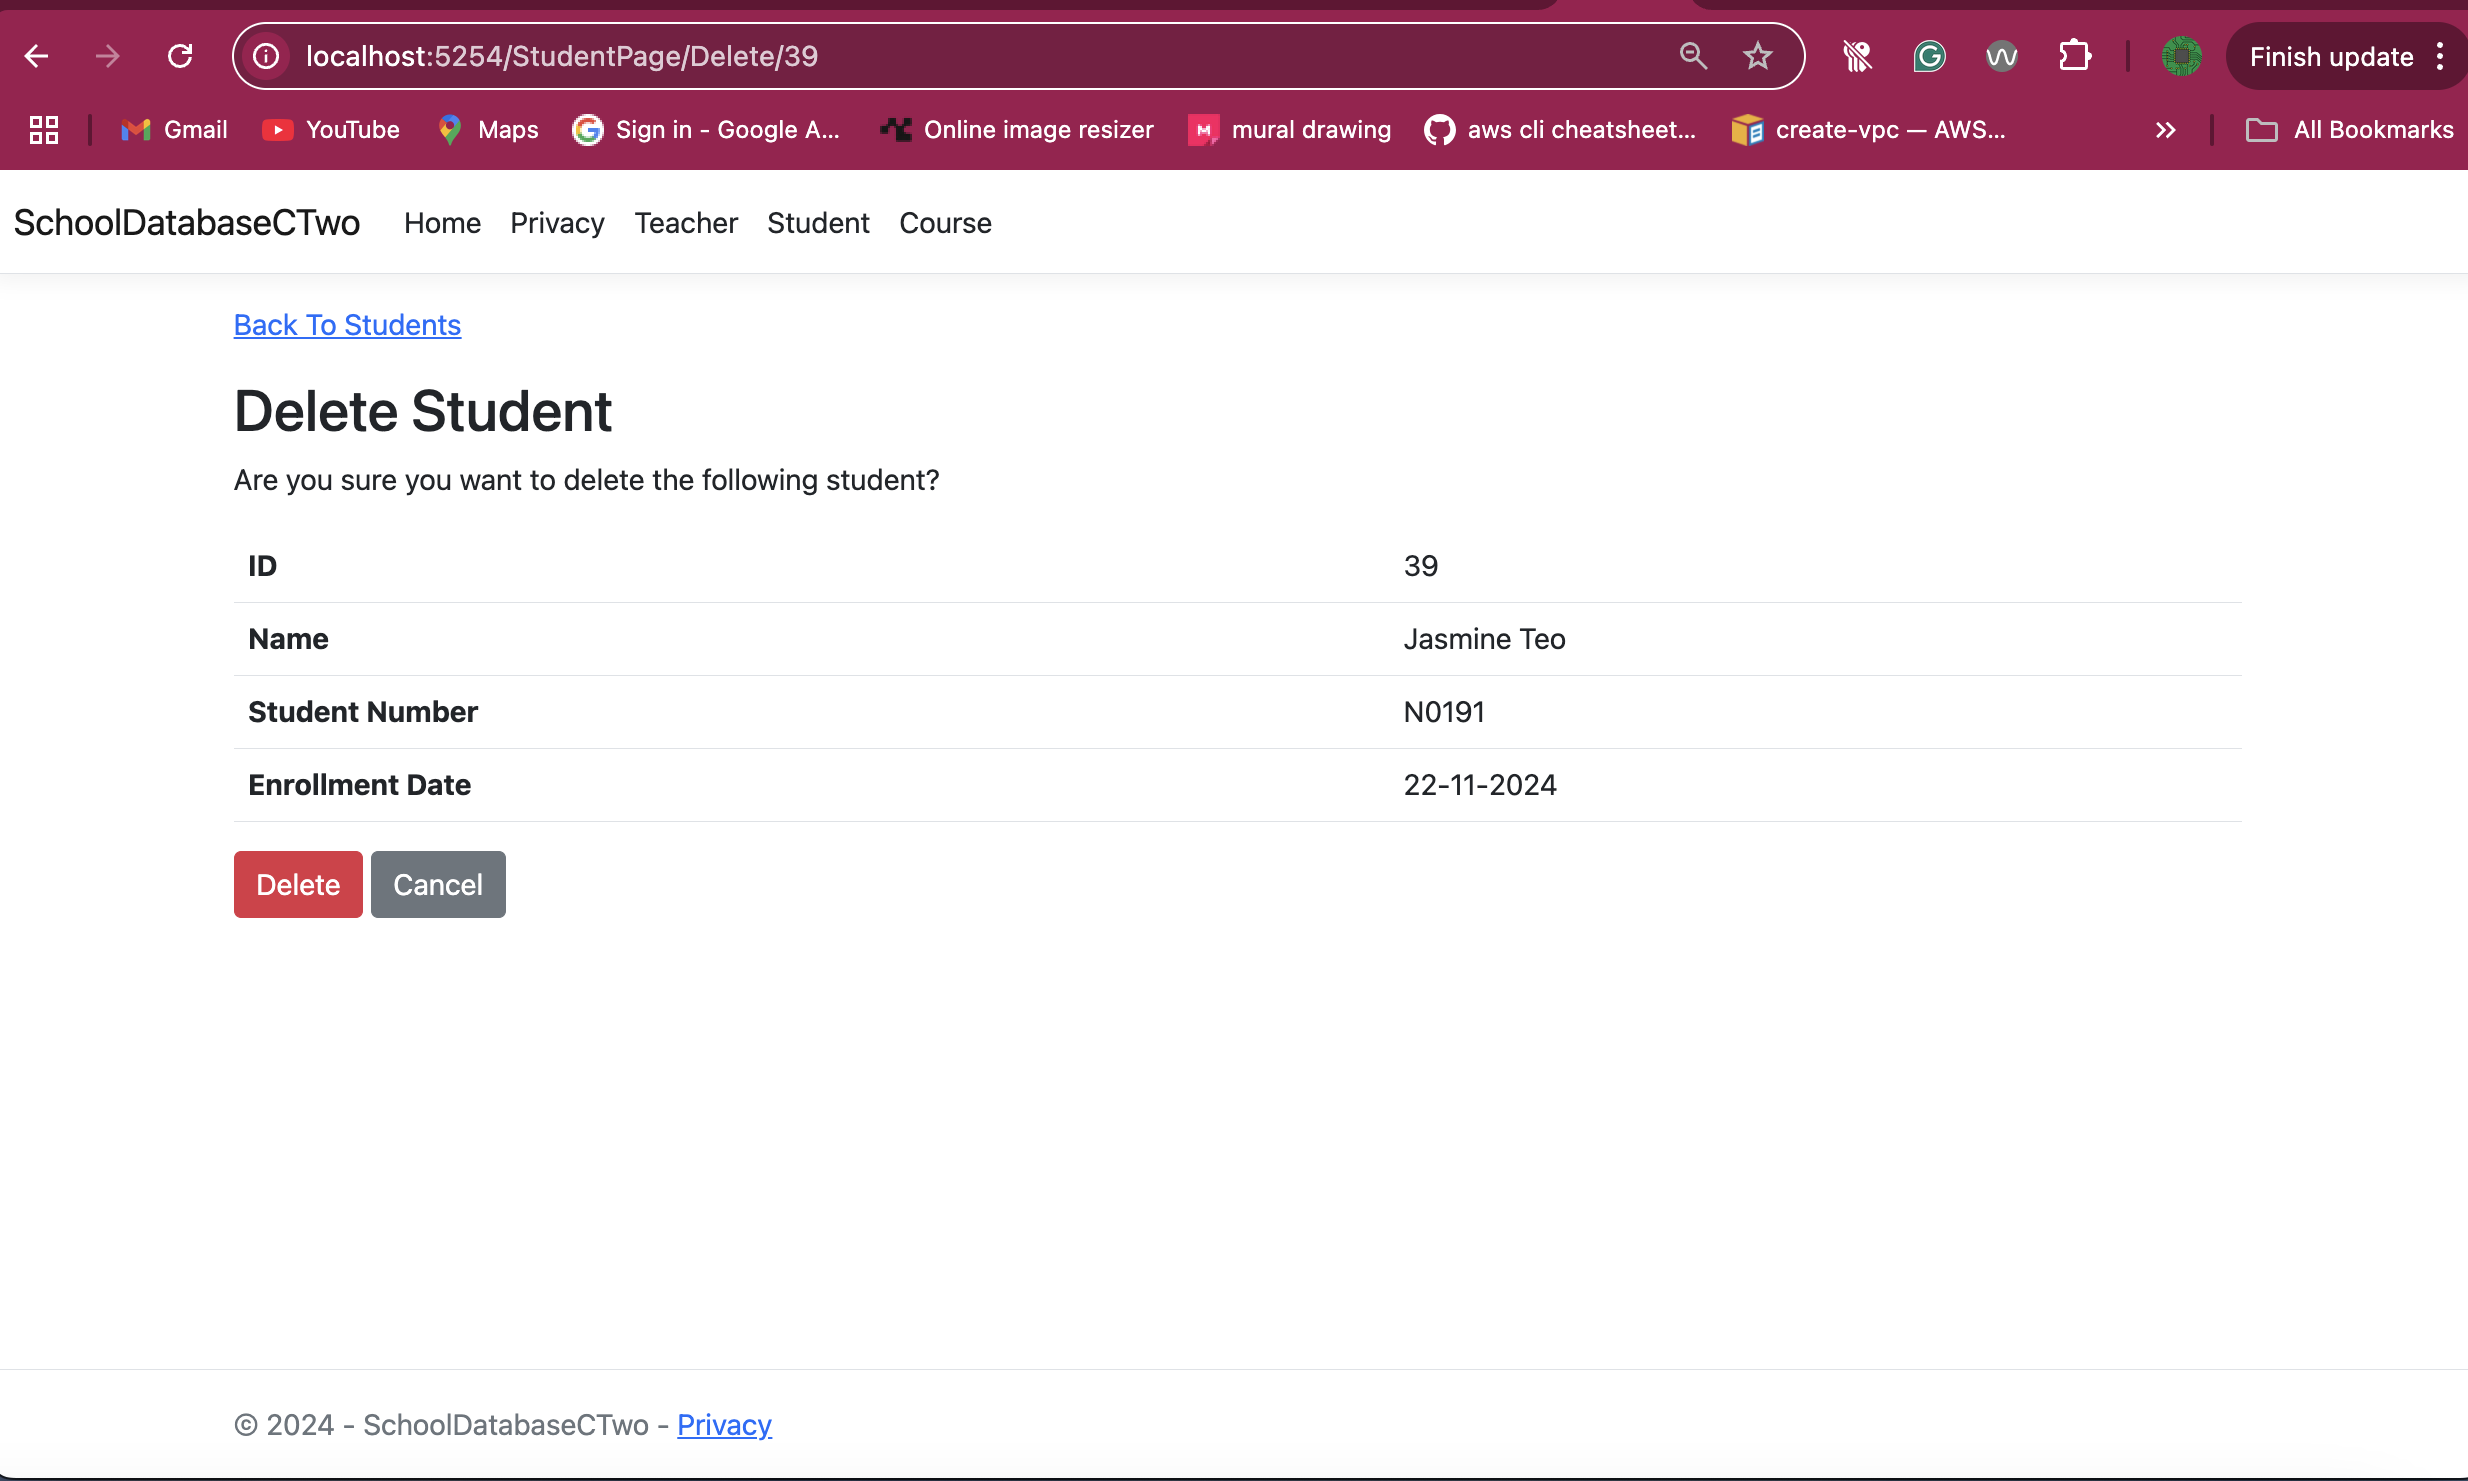 localhost:5254/StudentPage/Delete/39
Finish update
Gmail YouTube Maps Sign in - Google A... Online image resizer mural drawing aws cli cheatsheet... create-vpc — AWS... All Bookmarks
SchoolDatabaseCTwo Home Privacy Teacher Student Course
Back To Students
Delete Student
Are you sure you want to delete the following student?
ID 39
Name Jasmine Teo
Student Number N0191
Enrollment Date 22-11-2024
Delete Cancel
© 2024 - SchoolDatabaseCTwo - Privacy